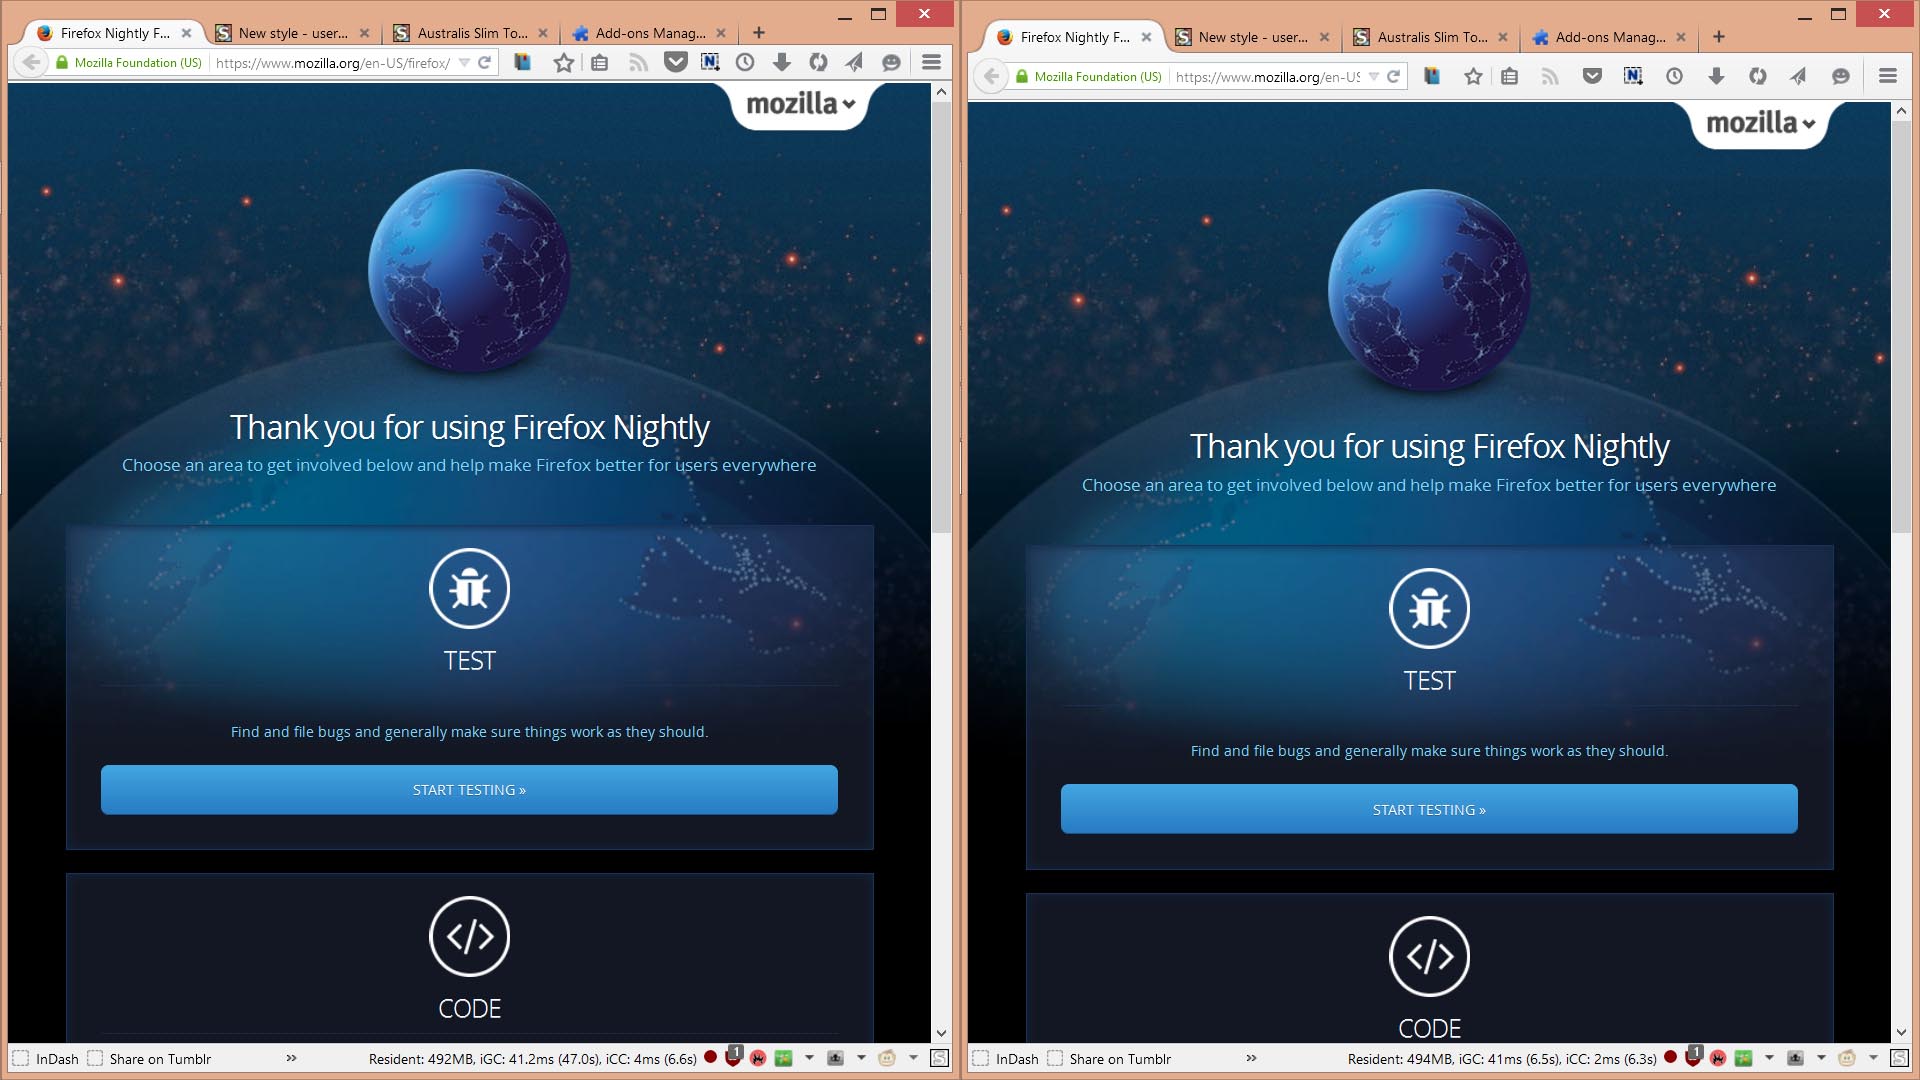 Firefox Nightly F...
New style - user...
Australis Slim To...
Add-ons Manag...
Mozilla Foundation (US)
https://www.mozilla.org/en-US/firefox/
mozilla
Thank you for using Firefox Nightly
Choose an area to get involved below and help make Firefox better for users everywhere
TEST
Find and file bugs and generally make sure things work as they should.
START TESTING »
CODE
InDash
Share on Tumblr
»
Resident: 492MB, iGC: 41.2ms (47.0s), iCC: 4ms (6.6s)
1
Firefox Nightly F...
New style - user...
Australis Slim To...
Add-ons Manag...
Mozilla Foundation (US)
https://www.mozilla.org/en-US
mozilla
Thank you for using Firefox Nightly
Choose an area to get involved below and help make Firefox better for users everywhere
TEST
Find and file bugs and generally make sure things work as they should.
START TESTING »
CODE
InDash
Share on Tumblr
»
Resident: 494MB, iGC: 41ms (6.5s), iCC: 2ms (6.3s)
1